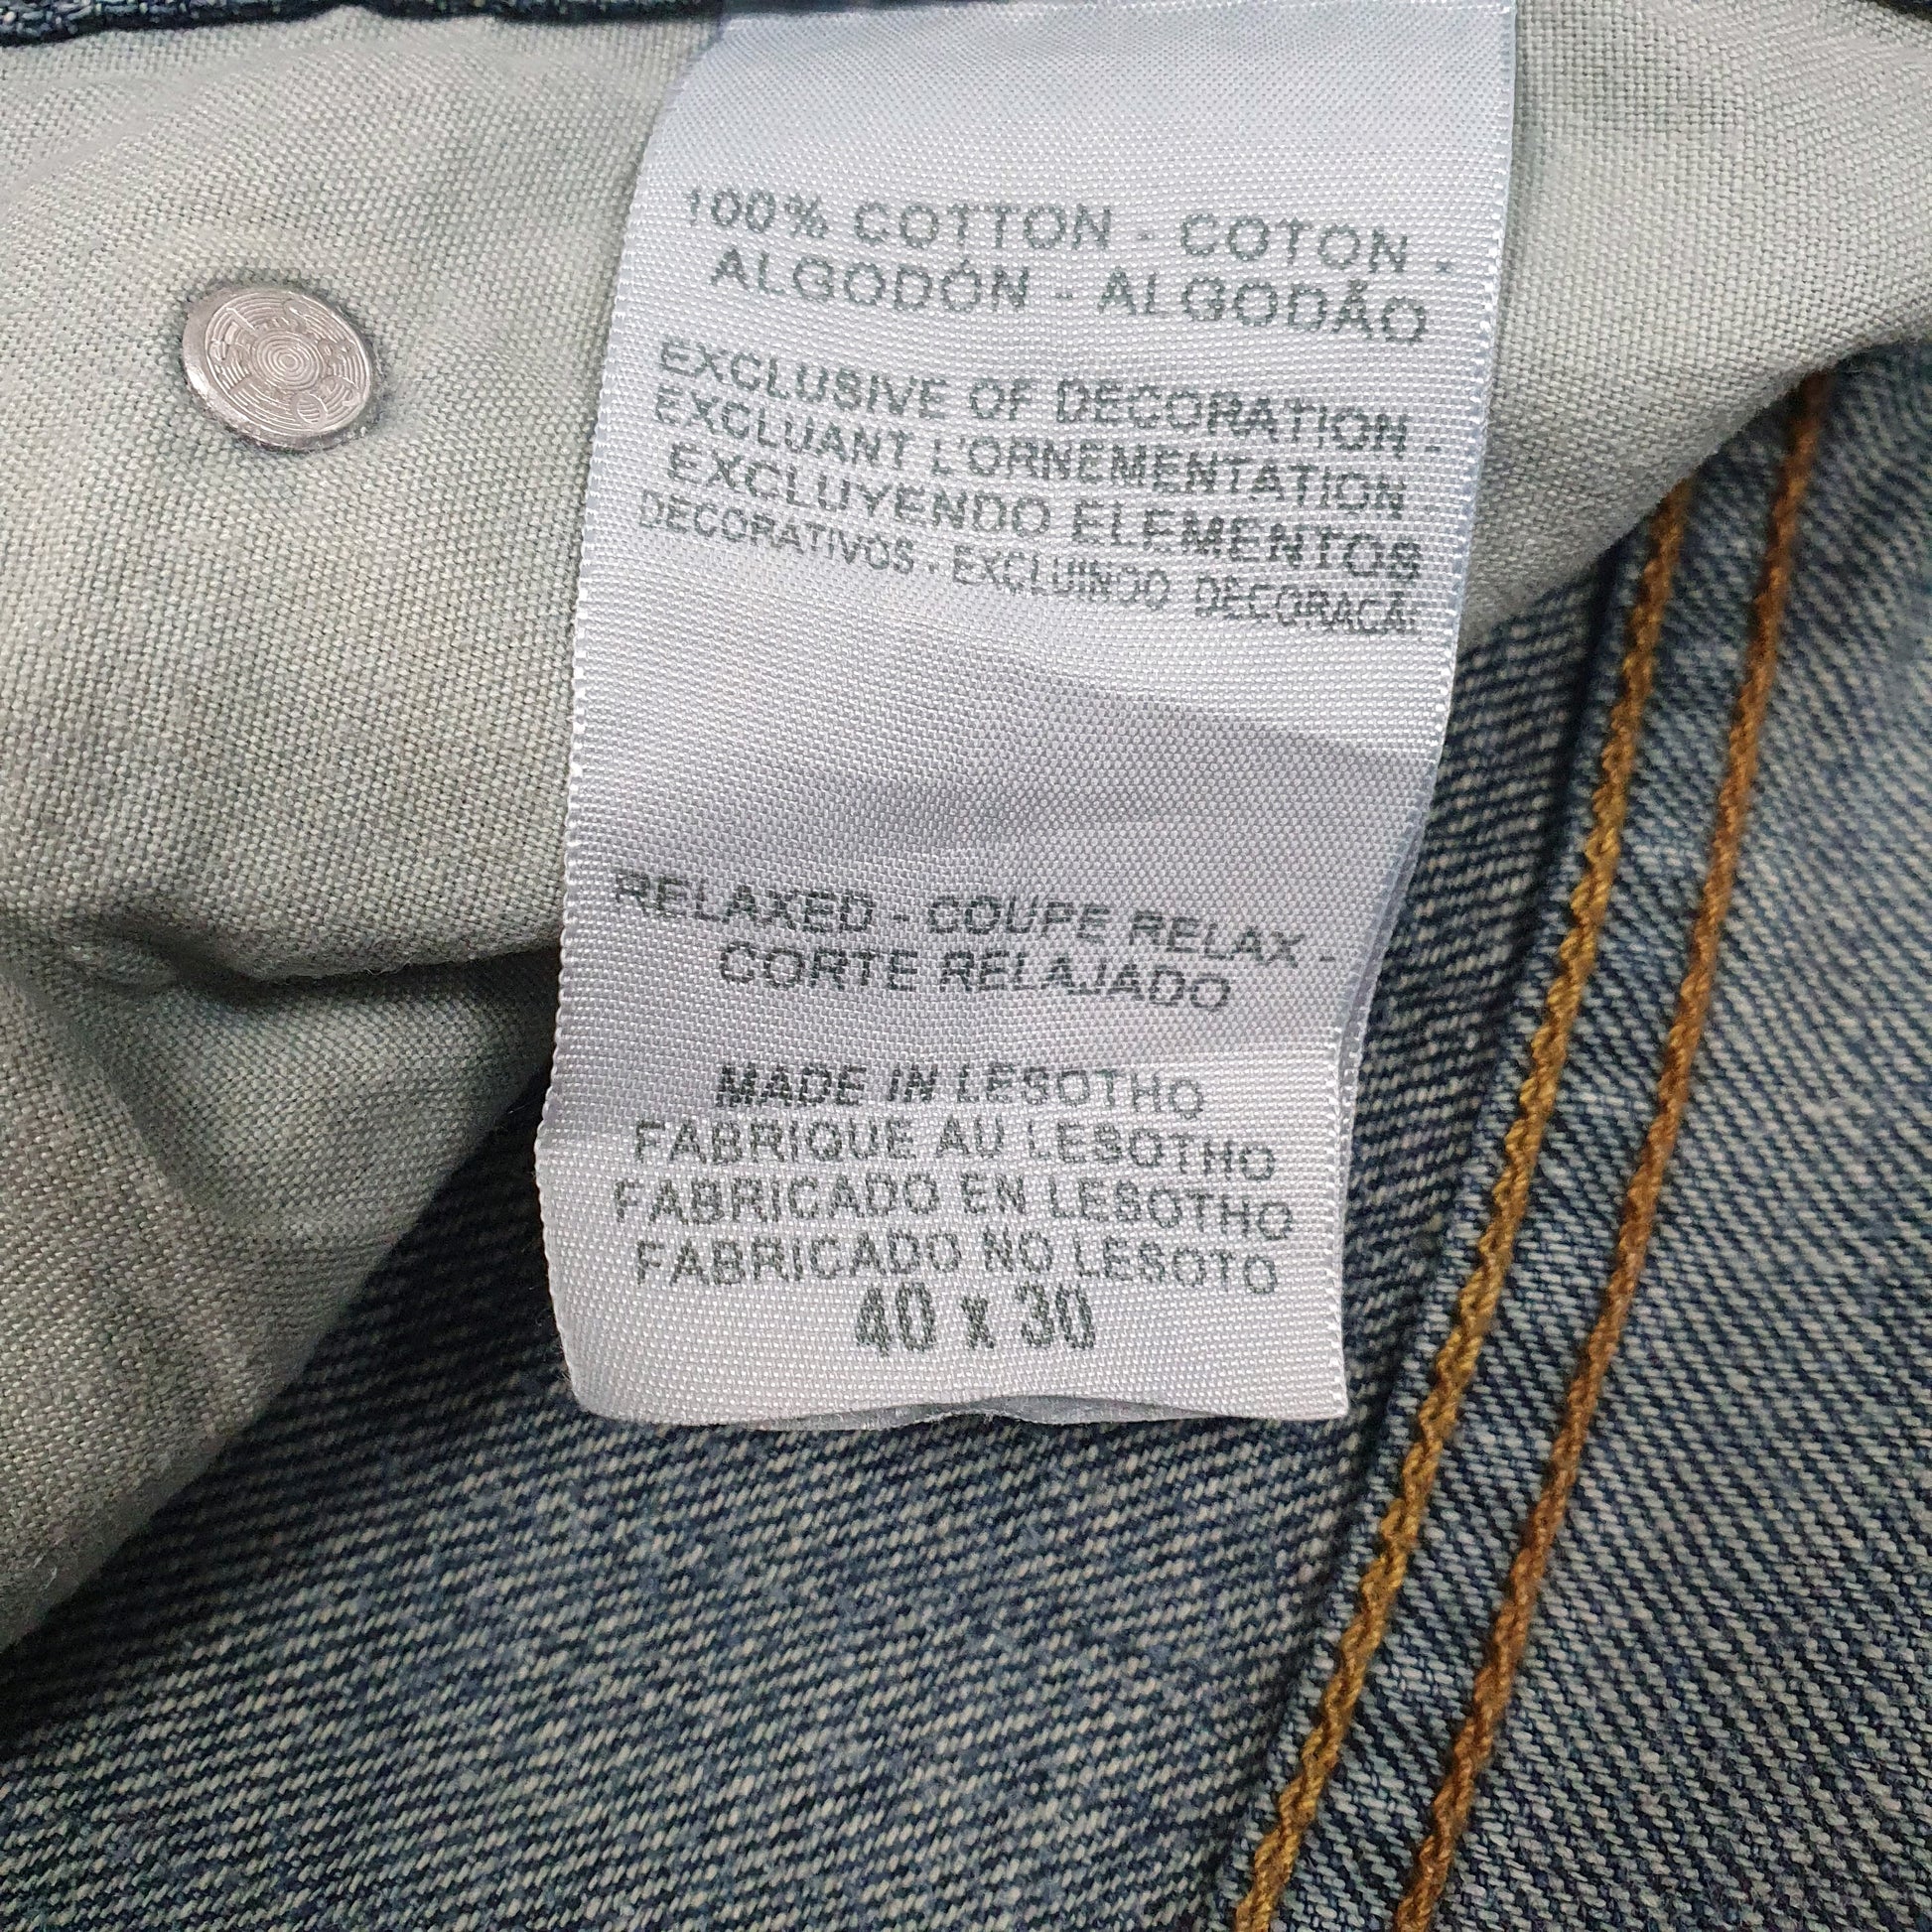 100% COTTON - COTON -
ALGODÓN - ALGODÃO
EXCLUSIVE OF DECORATION -
EXCLUANT L'ORNEMENTATION -
EXCLUYENDO ELEMENTOS
DECORATIVOS - EXCLUINDO DECORAÇÃ
RELAXED - COUPE RELAX -
CORTE RELAJADO
MADE IN LESOTHO
FABRIQUE AU LESOTHO
FABRICADO EN LESOTHO
FABRICADO NO LESOTO
40 x 30